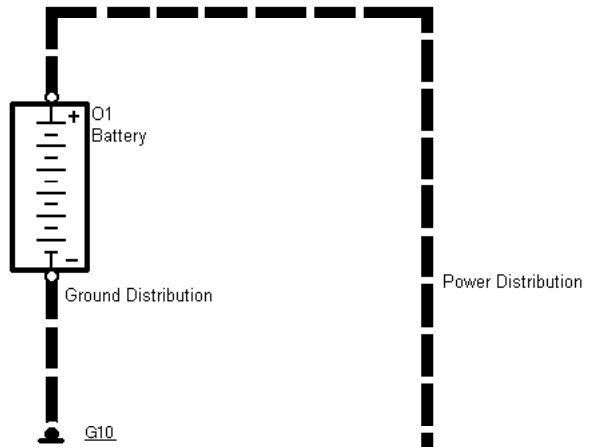 + O1
Battery
–
Ground Distribution
Power Distribution
G10